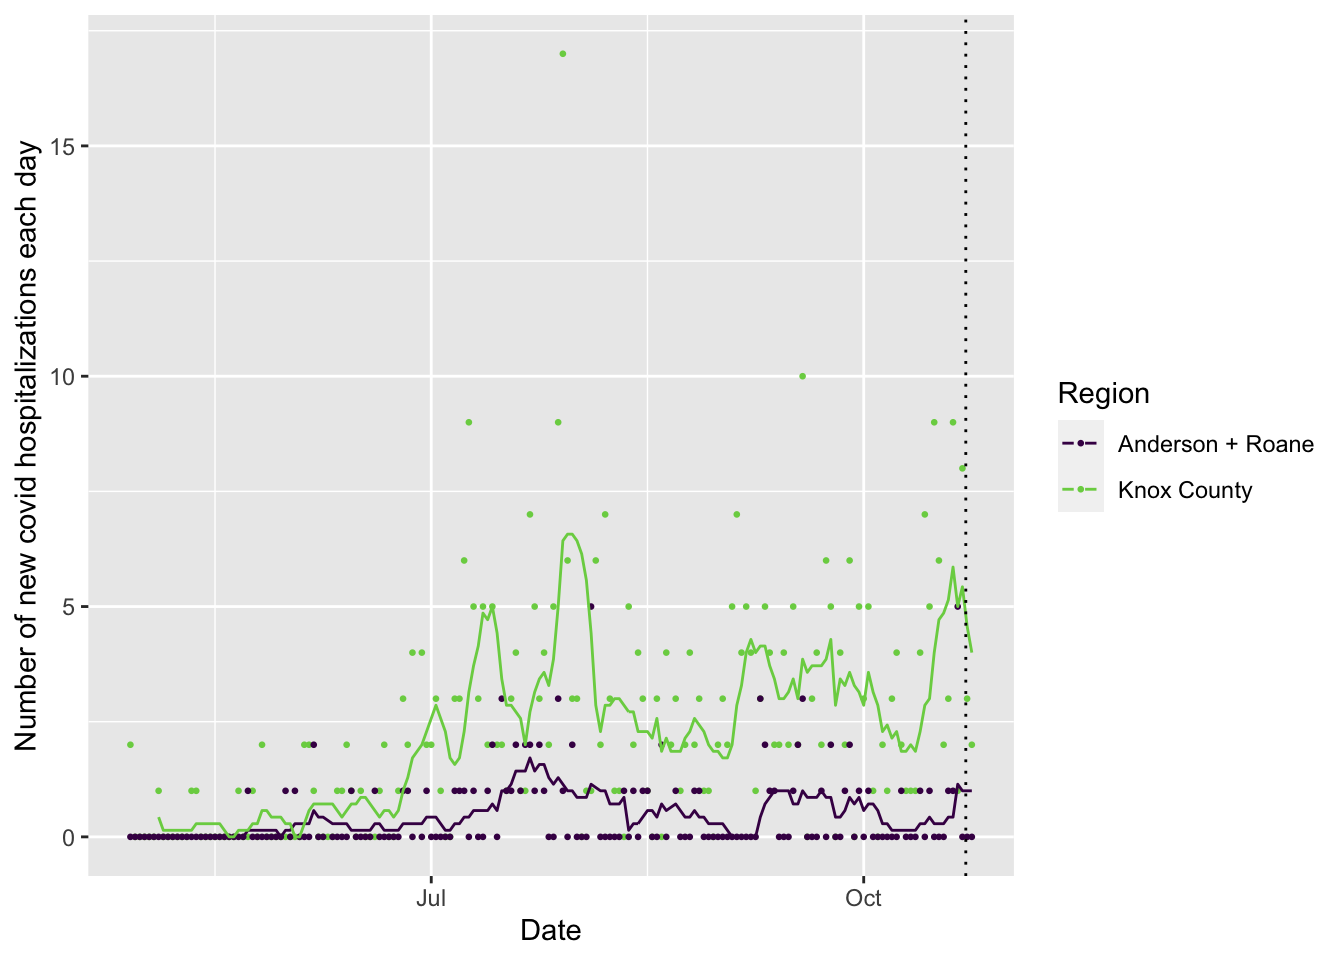 Number of new covid hospitalizations each day
15
10
5
0
Jul
Oct
Date
Region
Anderson + Roane
Knox County